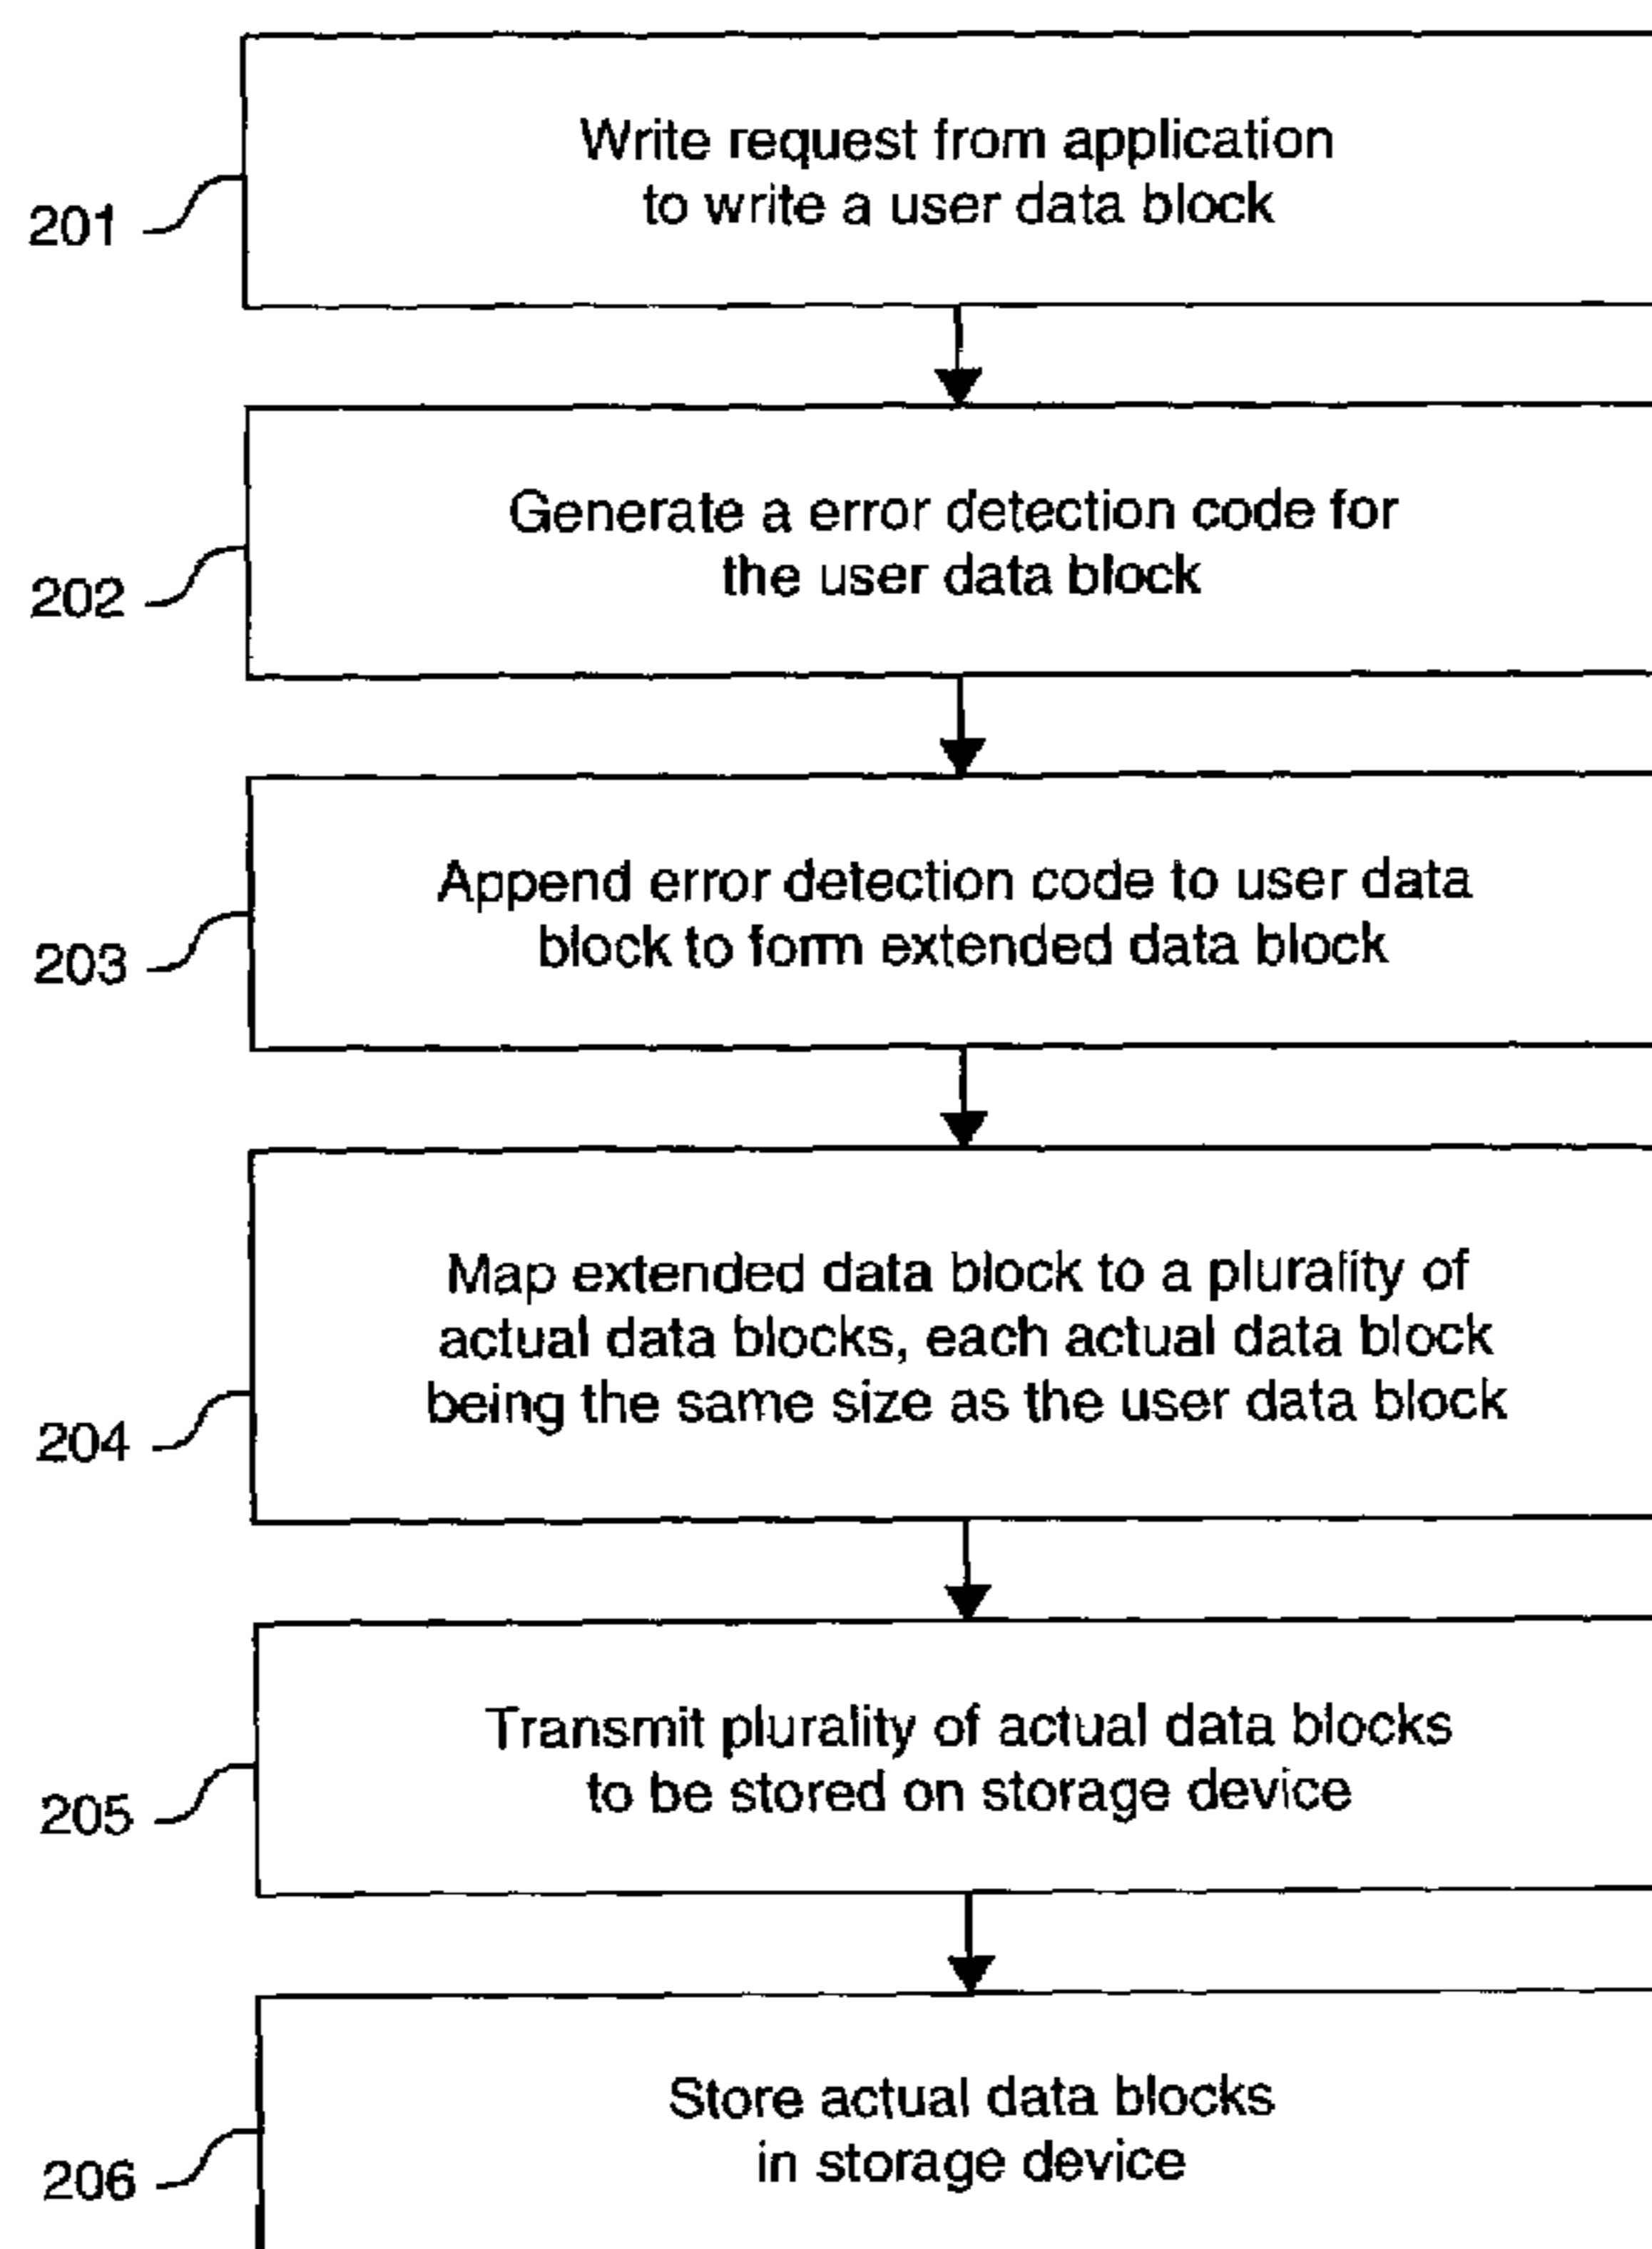 Write request from application
to write a user data block
201
Generate a error detection code for
the user data block
202
Append error detection code to user data
block to form extended data block
203
Map extended data block to a plurality of
actual data blocks, each actual data block
being the same size as the user data block
204
Transmit plurality of actual data blocks
to be stored on storage device
205
Store actual data blocks
in storage device
206